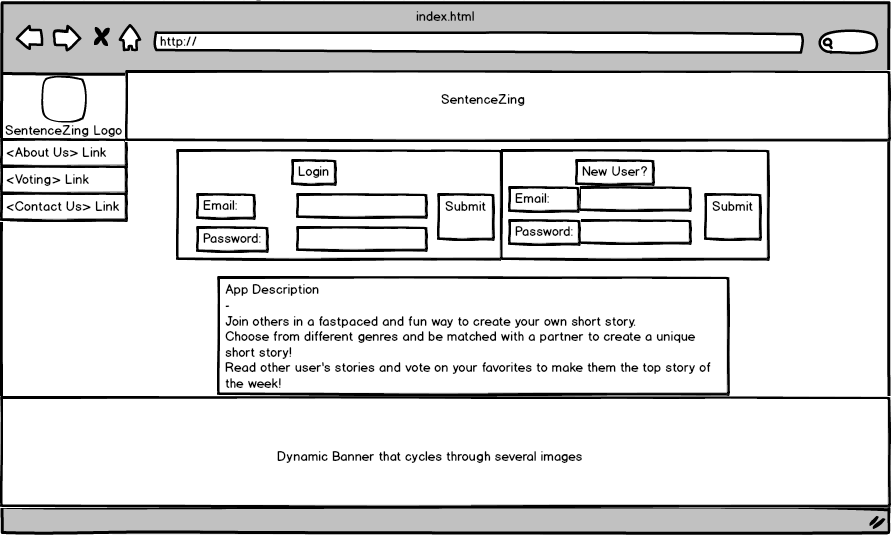 index.html
http://
SentenceZing
SentenceZing Logo
<About Us> Link
<Voting> Link
<Contact Us> Link
Login
Email:
Submit
Password:
New User?
Email:
Submit
Password:
App Description
-
Join others in a fastpaced and fun way to create your own short story.
Choose from different genres and be matched with a partner to create a unique
short story!
Read other user's stories and vote on your favorites to make them the top story of
the week!
Dynamic Banner that cycles through several images